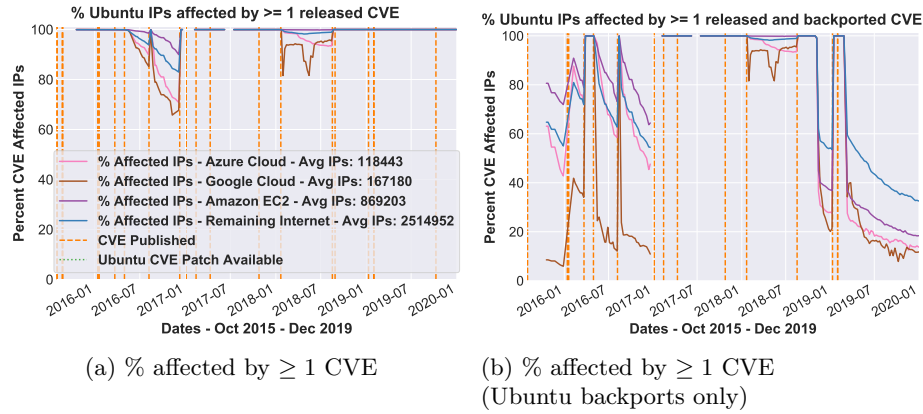 % Ubuntu IPs affected by >= 1 released CVE
Percent CVE Affected IPs
100
80
60
40
20
0
% Affected IPs - Azure Cloud - Avg IPs: 118443
% Affected IPs - Google Cloud - Avg IPs: 167180
% Affected IPs - Amazon EC2 - Avg IPs: 869203
% Affected IPs - Remaining Internet - Avg IPs: 2514952
CVE Published
Ubuntu CVE Patch Available
2016-01
2016-07
2017-01
2017-07
2018-01
2018-07
2019-01
2019-07
2020-01
Dates - Oct 2015 - Dec 2019
(a) % affected by ≥ 1 CVE
% Ubuntu IPs affected by >= 1 released and backported CVE
Percent CVE Affected IPs
100
80
60
40
20
0
2016-01
2016-07
2017-01
2017-07
2018-01
2018-07
2019-01
2019-07
2020-01
Dates - Oct 2015 - Dec 2019
(b) % affected by ≥ 1 CVE
(Ubuntu backports only)